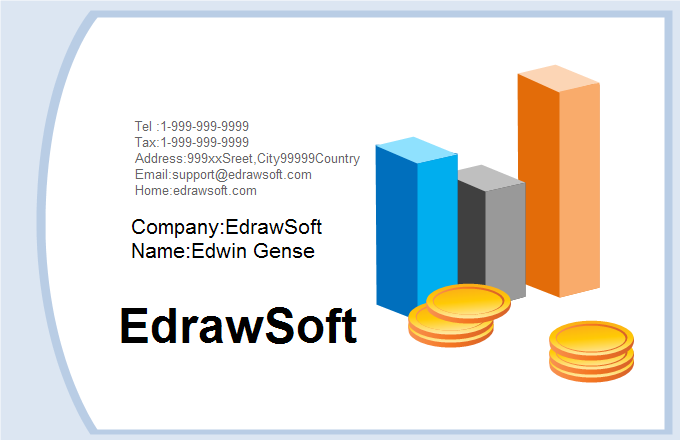 Tel :1-999-999-9999
Tax:1-999-999-9999
Address:999xxSreet,City99999Country
Email:support@edrawsoft.com
Home:edrawsoft.com
Company:EdrawSoft
Name:Edwin Gense
EdrawSoft